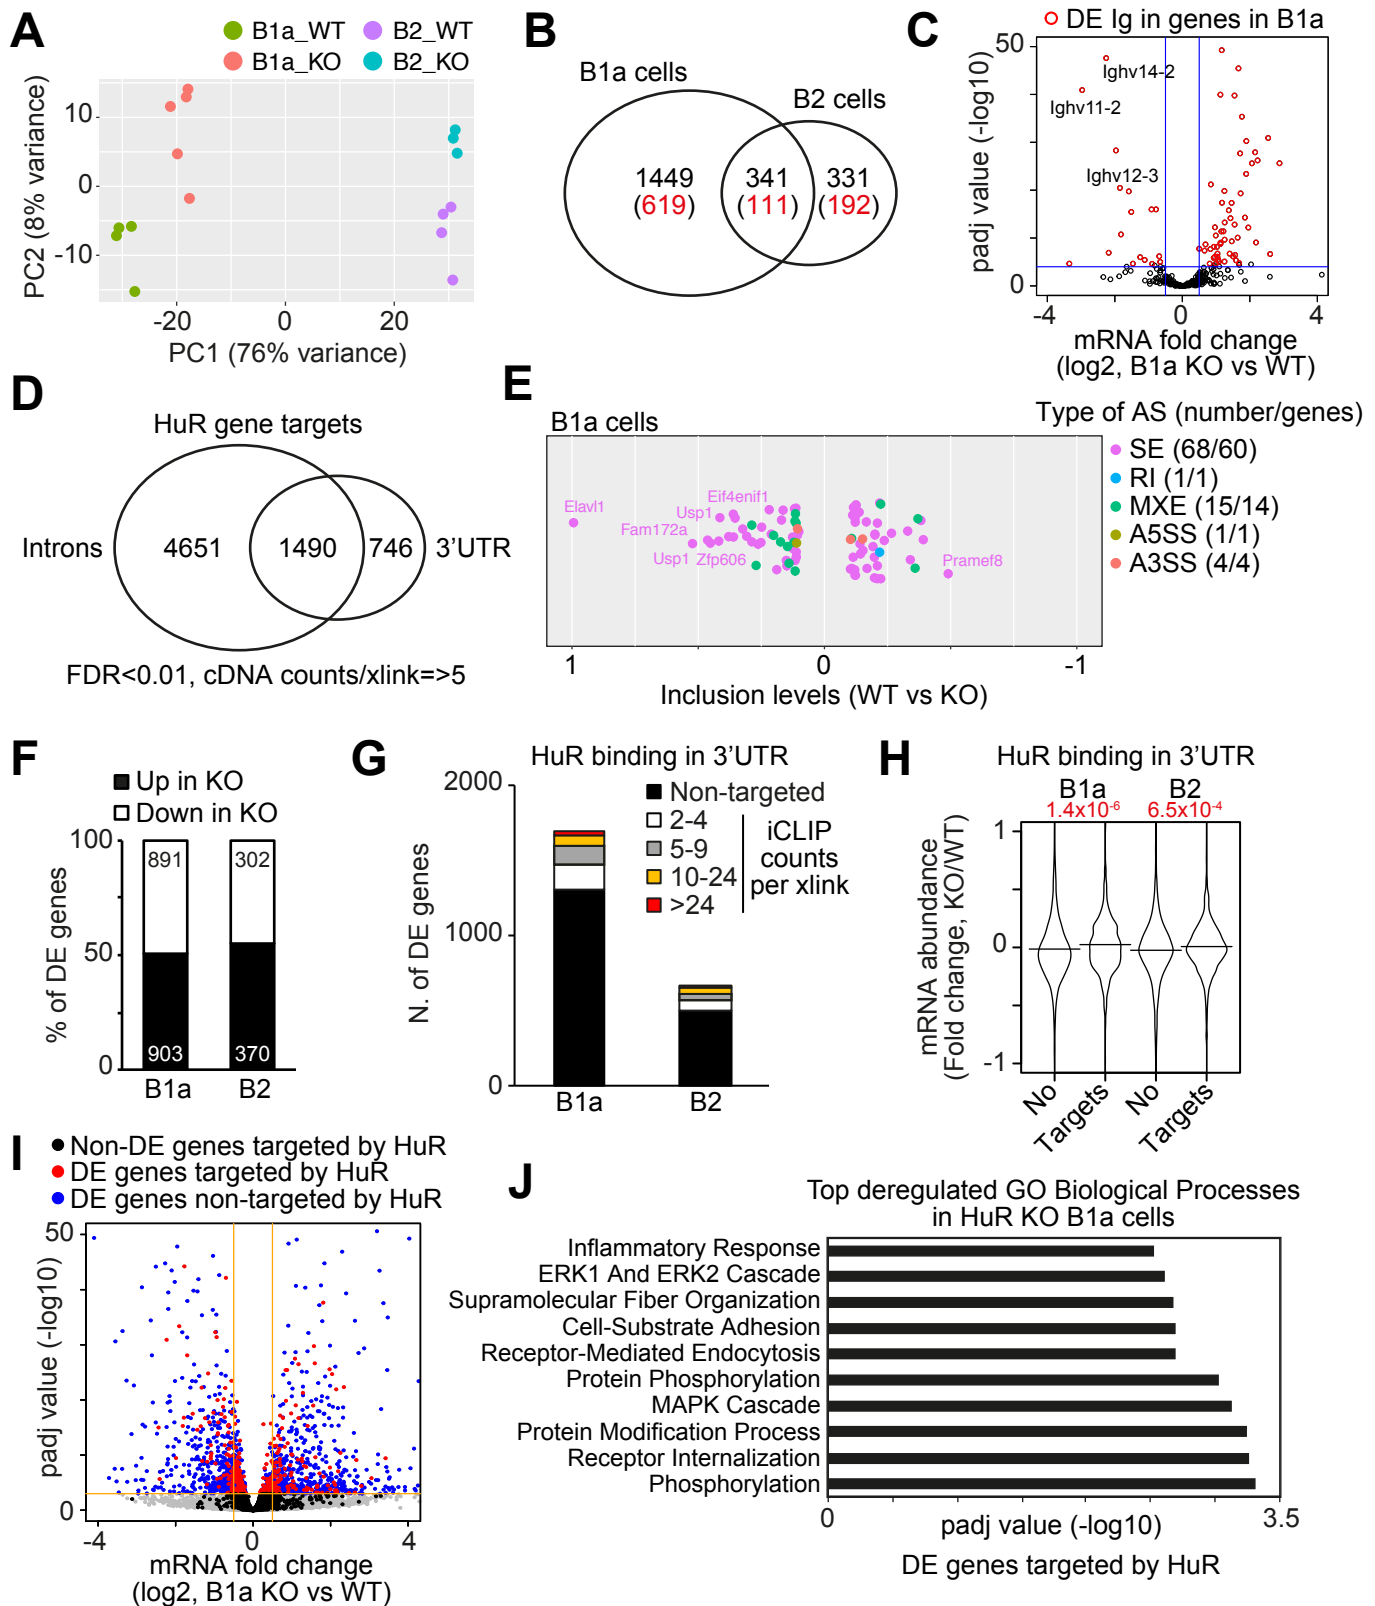 A
B1a_WT
B2_WT
B1a_KO
B2_KO
PC2 (8% variance)
10
0
-10
-20
0
20
PC1 (76% variance)
B
B1a cells
B2 cells
1449
341
331
(619)
(111)
(192)
C
DE Ig in genes in B1a
padj value (-log10)
50
0
Ighv14-2
Ighv11-2
Ighv12-3
-4
0
4
mRNA fold change
(log2, B1a KO vs WT)
D
HuR gene targets
Introns
4651
1490
746
3'UTR
FDR<0.01, cDNA counts/xlink=>5
E
B1a cells
Elavl1
Eif4enif1
Usp1
Fam172a
Usp1
Zfp606
Pramef8
1
0
-1
Inclusion levels (WT vs KO)
Type of AS (number/genes)
SE (68/60)
RI (1/1)
MXE (15/14)
A5SS (1/1)
A3SS (4/4)
F
Up in KO
Down in KO
% of DE genes
100
50
0
891
302
903
370
B1a
B2
G
HuR binding in 3'UTR
N. of DE genes
2000
1000
0
Non-targeted
2-4
5-9
10-24
>24
iCLIP
counts
per xlink
B1a
B2
H
HuR binding in 3'UTR
B1a
B2
1.4x10⁻⁶
6.5x10⁻⁴
mRNA abundance
(Fold change, KO/WT)
1
0
-1
No
Targets
No
Targets
I
Non-DE genes targeted by HuR
DE genes targeted by HuR
DE genes non-targeted by HuR
padj value (-log10)
50
0
-4
0
4
mRNA fold change
(log2, B1a KO vs WT)
J
Top deregulated GO Biological Processes
in HuR KO B1a cells
Inflammatory Response
ERK1 And ERK2 Cascade
Supramolecular Fiber Organization
Cell-Substrate Adhesion
Receptor-Mediated Endocytosis
Protein Phosphorylation
MAPK Cascade
Protein Modification Process
Receptor Internalization
Phosphorylation
0
3.5
padj value (-log10)
DE genes targeted by HuR